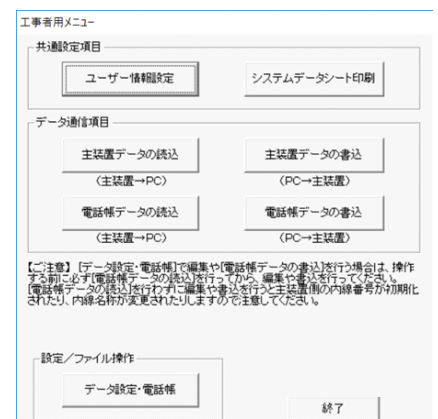 工事者用メニュー
共通設定項目
ユーザー情報設定
システムデータシート印刷
データ通信項目
主装置データの読込
主装置データの書込
(主装置→PC)
(PC→主装置)
電話帳データの読込
電話帳データの書込
(主装置→PC)
(PC→主装置)
【ご注意】 [データ設定・電話帳]で編集や[電話帳データの書込]を行う場合は、操作
する前に必ず[電話帳データの読込]を行ってから、編集や書込を行ってください。
[電話帳データの読込]を行わずに編集や書込を行うと主装置側の内線番号が初期化
されたり、内線名称が変更されたりしますので注意してください。
設定/ファイル操作
データ設定・電話帳
終了